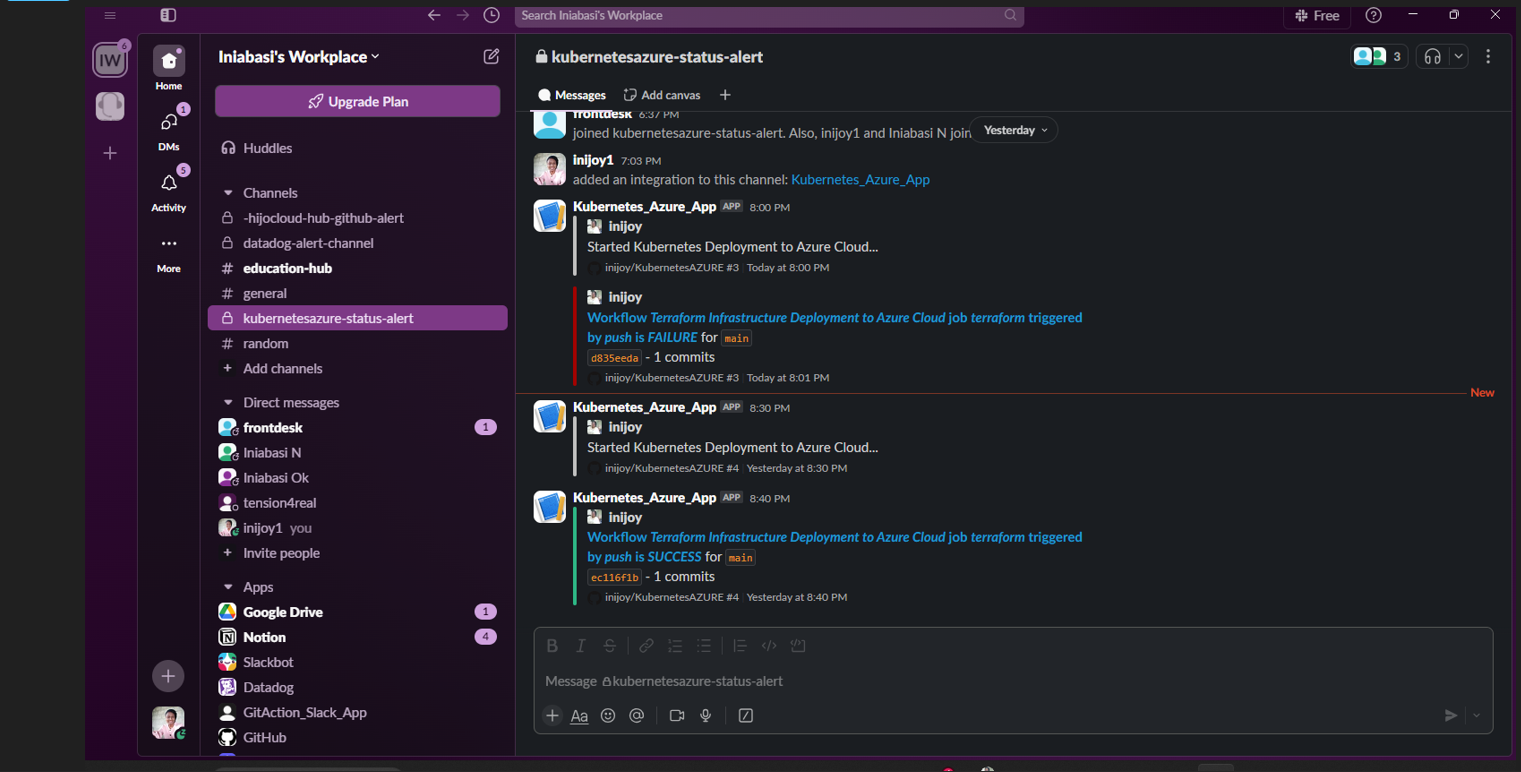 Search Iniabasi's Workplace
Free
IW
6
Home
1
DMs
5
Activity
More
Iniabasi's Workplace
Upgrade Plan
Huddles
Channels
-hijocloud-hub-github-alert
datadog-alert-channel
# education-hub
# general
kubernetesazure-status-alert
# random
+ Add channels
Direct messages
frontdesk 1
Iniabasi N
Iniabasi Ok
tension4real
inijoy1 you
+ Invite people
Apps
Google Drive 1
Notion 4
Slackbot
Datadog
GitAction_Slack_App
GitHub
kubernetesazure-status-alert
3
Messages
Add canvas
frontdesk 6:37 PM
joined kubernetesazure-status-alert. Also, inijoy1 and Iniabasi N join
Yesterday
inijoy1 7:03 PM
added an integration to this channel: Kubernetes_Azure_App
Kubernetes_Azure_App APP 8:00 PM
inijoy
Started Kubernetes Deployment to Azure Cloud...
inijoy/KubernetesAZURE #3 | Today at 8:00 PM
inijoy
Workflow Terraform Infrastructure Deployment to Azure Cloud job terraform triggered
by push is FAILURE for main
d835eeda - 1 commits
inijoy/KubernetesAZURE #3 | Today at 8:01 PM
New
Kubernetes_Azure_App APP 8:30 PM
inijoy
Started Kubernetes Deployment to Azure Cloud...
inijoy/KubernetesAZURE #4 | Yesterday at 8:30 PM
Kubernetes_Azure_App APP 8:40 PM
inijoy
Workflow Terraform Infrastructure Deployment to Azure Cloud job terraform triggered
by push is SUCCESS for main
ec116f1b - 1 commits
inijoy/KubernetesAZURE #4 | Yesterday at 8:40 PM
B I S
Message kubernetesazure-status-alert
Aa